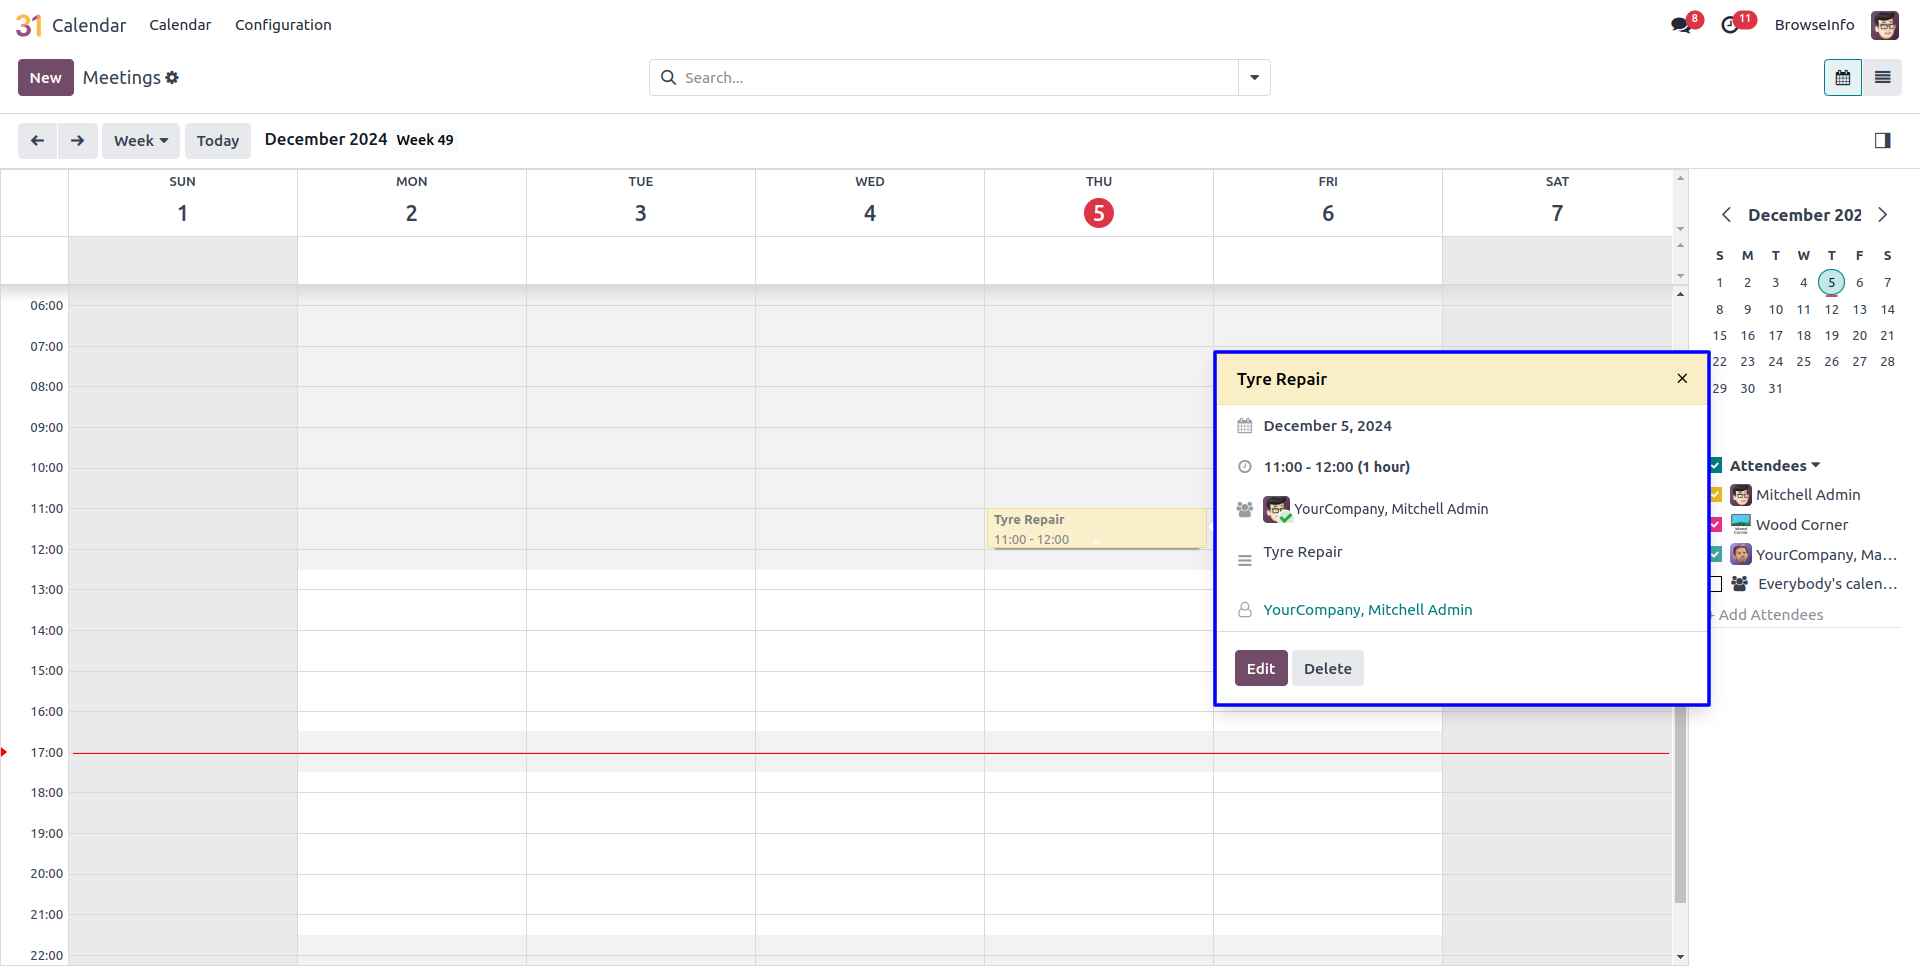 31 Calendar Calendar Configuration 8 11 BrowseInfo
New Meetings Search...
Week Today December 2024 Week 49
SUN MON TUE WED THU FRI SAT
1 2 3 4 5 6 7
06:00
07:00
08:00
09:00
10:00
11:00
12:00
13:00
14:00
15:00
16:00
17:00
18:00
19:00
20:00
21:00
22:00
Tyre Repair
11:00 - 12:00
Tyre Repair
December 5, 2024
11:00 - 12:00 (1 hour)
YourCompany, Mitchell Admin
Tyre Repair
YourCompany, Mitchell Admin
Edit Delete
December 202
S M T W T F S
1 2 3 4 5 6 7
8 9 10 11 12 13 14
15 16 17 18 19 20 21
22 23 24 25 26 27 28
29 30 31
Attendees
Mitchell Admin
Wood Corner
YourCompany, Ma...
Everybody's calen...
+ Add Attendees